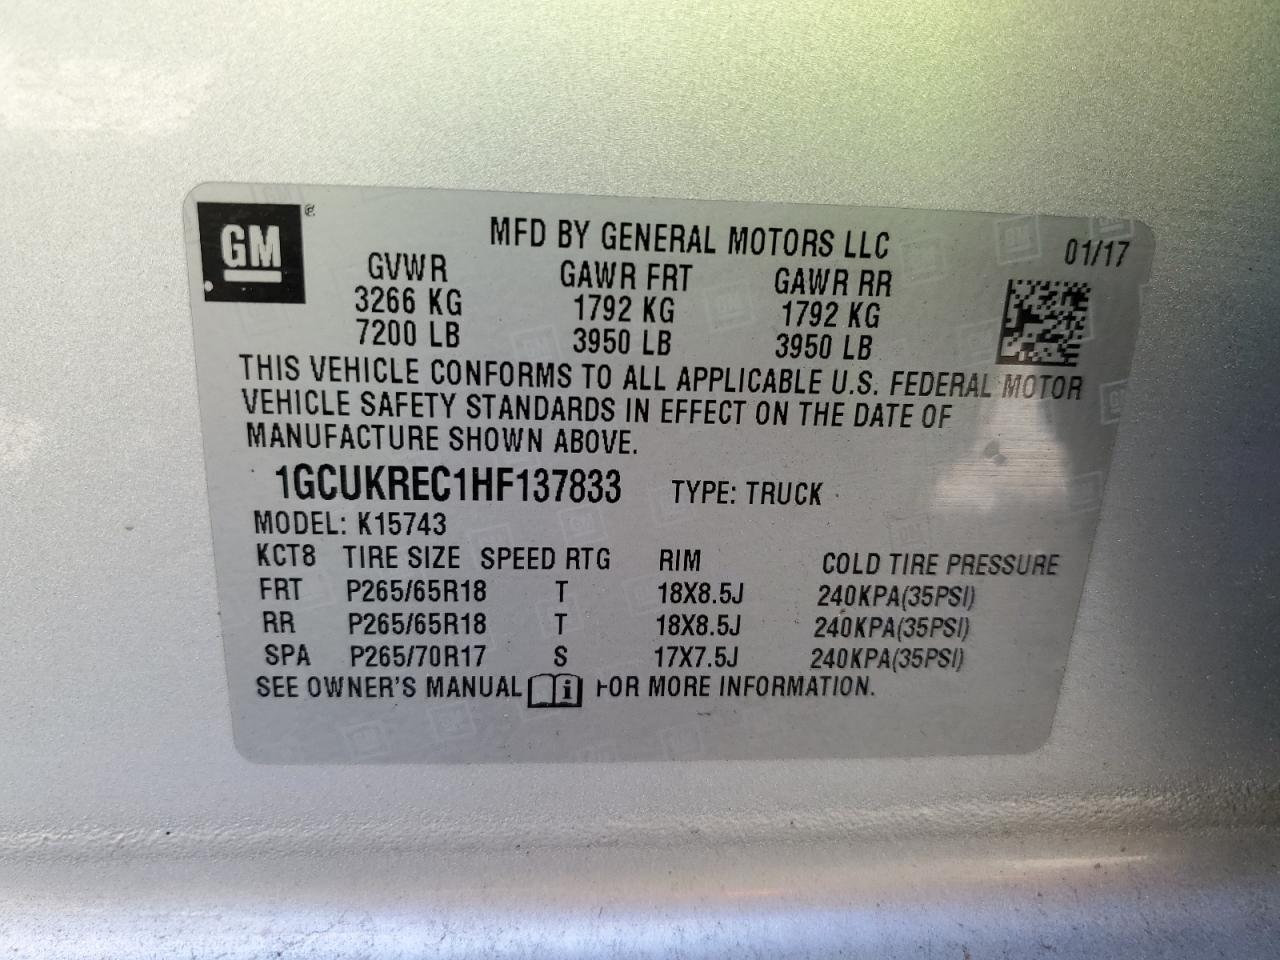 GM ®
MFD BY GENERAL MOTORS LLC 01/17
GVWR GAWR FRT GAWR RR
3266 KG 1792 KG 1792 KG
7200 LB 3950 LB 3950 LB
THIS VEHICLE CONFORMS TO ALL APPLICABLE U.S. FEDERAL MOTOR
VEHICLE SAFETY STANDARDS IN EFFECT ON THE DATE OF
MANUFACTURE SHOWN ABOVE.
1GCUKREC1HF137833 TYPE: TRUCK
MODEL: K15743
KCT8 TIRE SIZE SPEED RTG RIM COLD TIRE PRESSURE
FRT P265/65R18 T 18X8.5J 240KPA(35PSI)
RR P265/65R18 T 18X8.5J 240KPA(35PSI)
SPA P265/70R17 S 17X7.5J 240KPA(35PSI)
SEE OWNER'S MANUAL i FOR MORE INFORMATION.